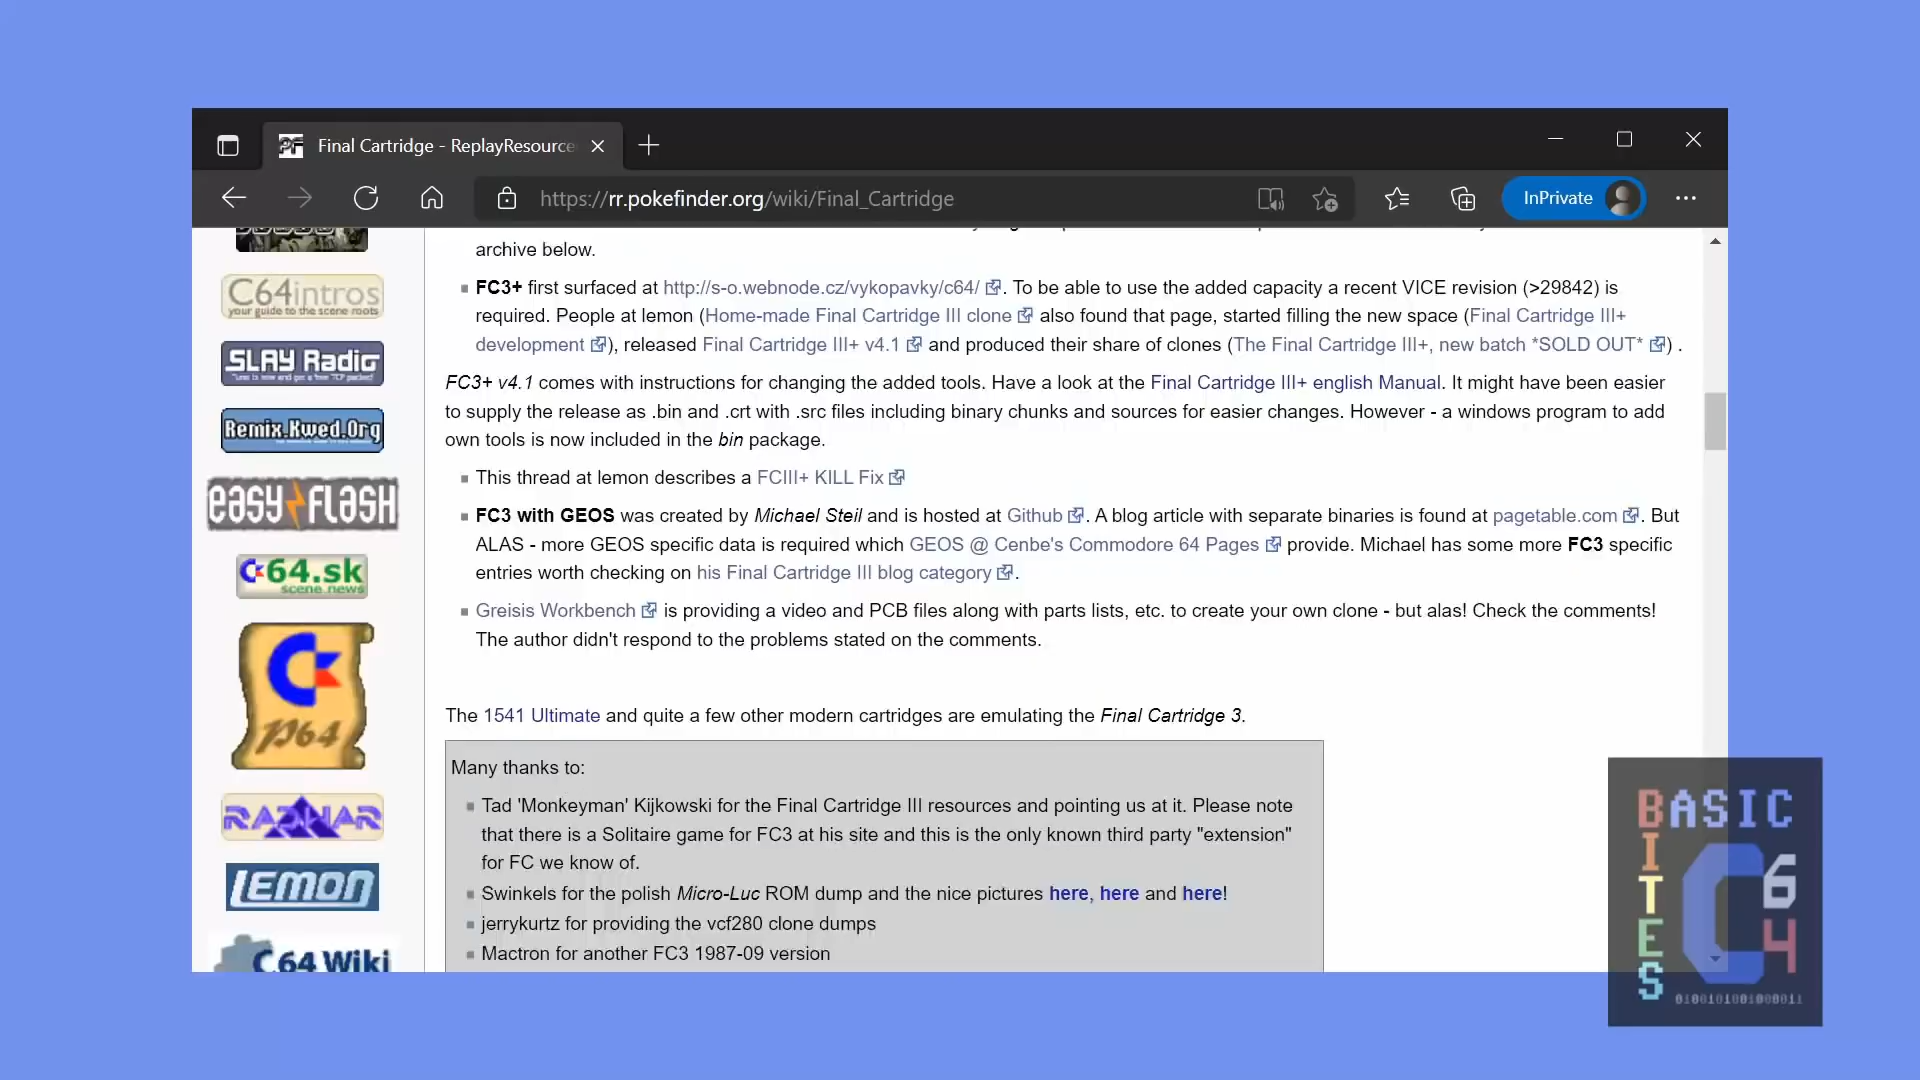 Final Cartridge - ReplayResource
https://rr.pokefinder.org/wiki/Final_Cartridge
InPrivate
C64intros
your guide to the scene roots
SLAY Radio
Remix.Kwed.Org
easy flash
C=64.sk
scene news
P64
RADWAR
LEMON
C64 Wiki
archive below.
FC3+ first surfaced at http://s-o.webnode.cz/vykopavky/c64/ . To be able to use the added capacity a recent VICE revision (>29842) is
required. People at lemon (Home-made Final Cartridge III clone also found that page, started filling the new space (Final Cartridge III+
development ), released Final Cartridge III+ v4.1 and produced their share of clones (The Final Cartridge III+, new batch *SOLD OUT* ) .
FC3+ v4.1 comes with instructions for changing the added tools. Have a look at the Final Cartridge III+ english Manual. It might have been easier
to supply the release as .bin and .crt with .src files including binary chunks and sources for easier changes. However - a windows program to add
own tools is now included in the bin package.
This thread at lemon describes a FCIII+ KILL Fix
FC3 with GEOS was created by Michael Steil and is hosted at Github . A blog article with separate binaries is found at pagetable.com . But
ALAS - more GEOS specific data is required which GEOS @ Cenbe's Commodore 64 Pages provide. Michael has some more FC3 specific
entries worth checking on his Final Cartridge III blog category .
Greisis Workbench is providing a video and PCB files along with parts lists, etc. to create your own clone - but alas! Check the comments!
The author didn't respond to the problems stated on the comments.
The 1541 Ultimate and quite a few other modern cartridges are emulating the Final Cartridge 3.
Many thanks to:
Tad 'Monkeyman' Kijkowski for the Final Cartridge III resources and pointing us at it. Please note
that there is a Solitaire game for FC3 at his site and this is the only known third party "extension"
for FC we know of.
Swinkels for the polish Micro-Luc ROM dump and the nice pictures here, here and here!
jerrykurtz for providing the vcf280 clone dumps
Mactron for another FC3 1987-09 version
BASIC
BITES
C64
0100101001000011